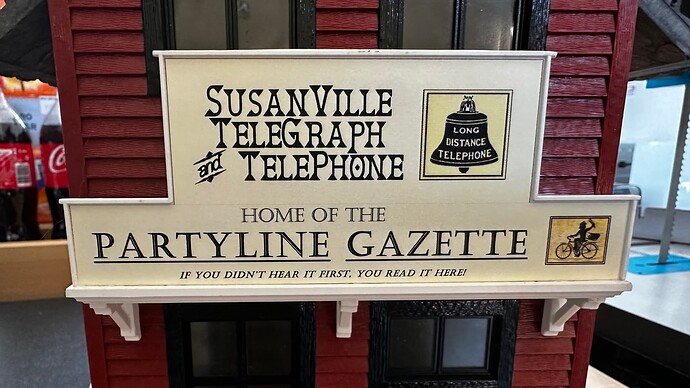 SUSANVILLE
TELEGRAPH
and TELEPHONE
LONG
DISTANCE
TELEPHONE
HOME OF THE
PARTYLINE GAZETTE
IF YOU DIDN'T HEAR IT FIRST, YOU READ IT HERE!